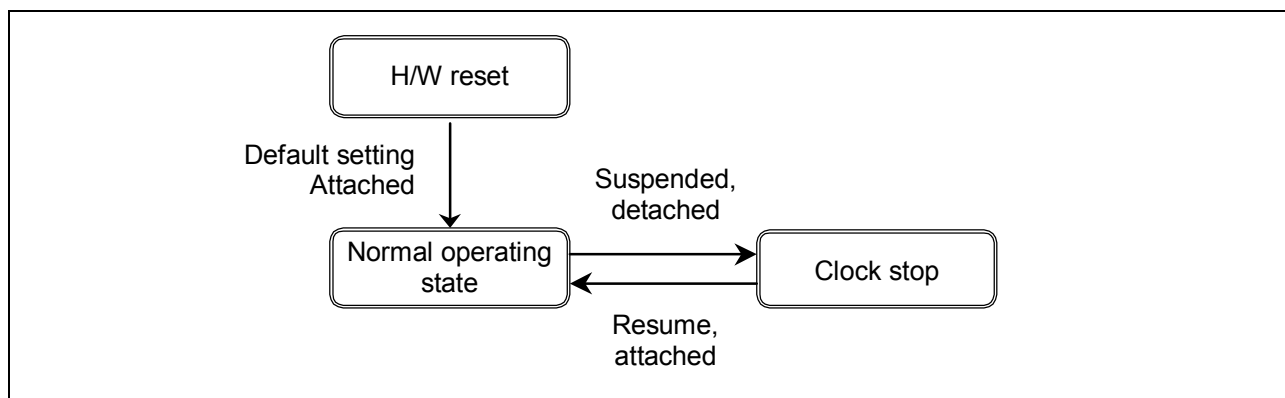 H/W reset
Default setting
Attached
Suspended,
detached
Normal operating
state
Clock stop
Resume,
attached